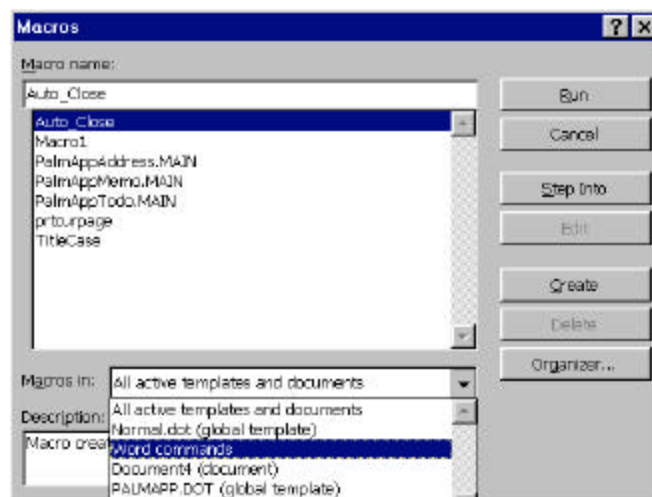 Macros
Macro name:
Auto_Close
Run
Auto_Close
Cancel
Macro1
PalmAppAddress.MAIN
PalmAppMemo.MAIN
Step Into
PalmAppTodo.MAIN
prtourpage
Edit
TitleCase
Create
Delete
Organizer...
Macros in:
All active templates and documents
All active templates and documents
Description:
Normal.dot (global template)
Macro creat
Word commands
Document4 (document)
PALMAPP.DOT (global template)